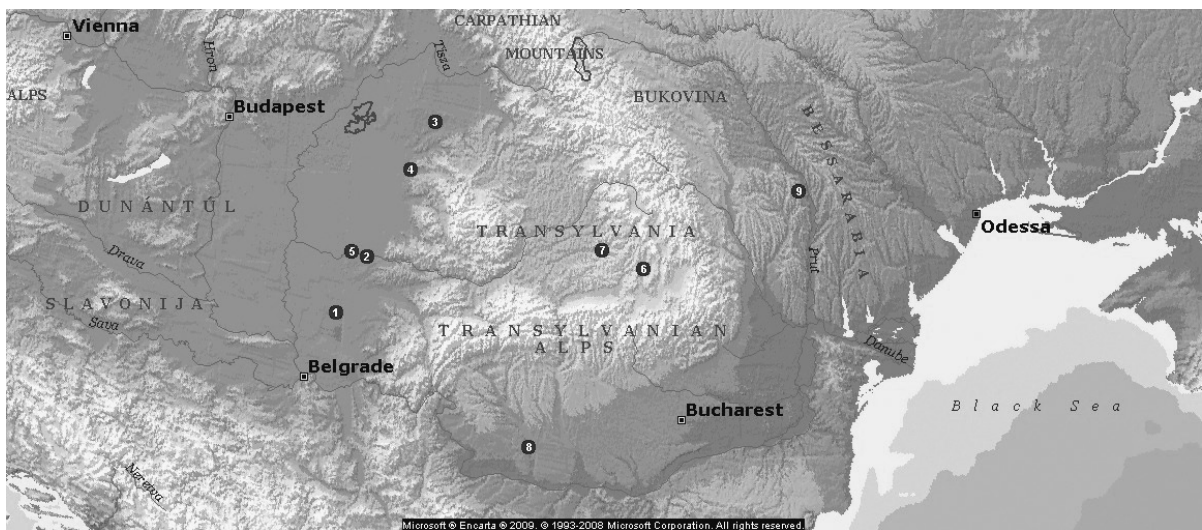 Vienna
Hron
CARPATHIAN
MOUNTAINS
Tisza
ALPS
Budapest
BUKOVINA
BESSARABIA
3
4
9
DUNÁNTÚL
TRANSYLVANIA
Odessa
Drava
5
2
7
6
Prut
SLAVONIJA
Sava
1
TRANSYLVANIAN
ALPS
Danube
Belgrade
Bucharest
Black Sea
8
Neretva
Microsoft ® Encarta ® 2009. © 1993-2008 Microsoft Corporation. All rights reserved.